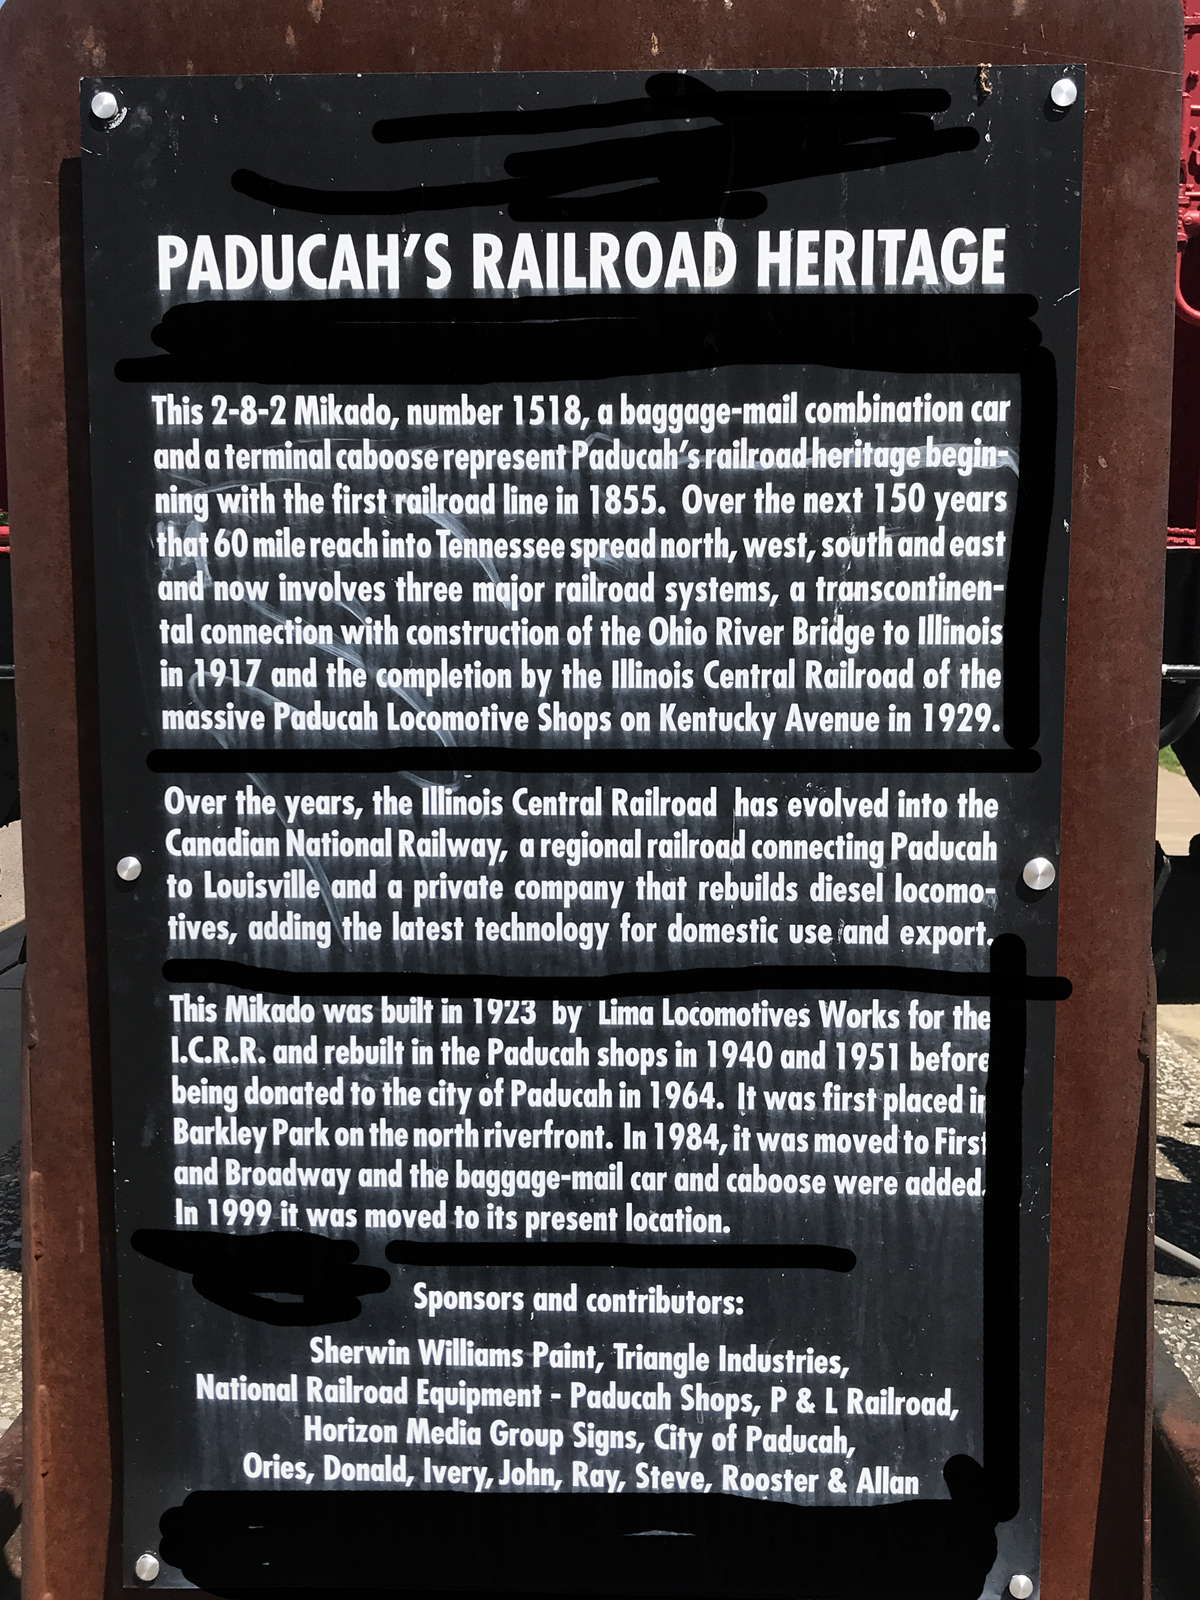 PADUCAH'S RAILROAD HERITAGE
This 2-8-2 Mikado, number 1518, a baggage-mail combination car
and a terminal caboose represent Paducah's railroad heritage begin-
ning with the first railroad line in 1855. Over the next 150 years
that 60 mile reach into Tennessee spread north, west, south and east
and now involves three major railroad systems, a transcontinen-
tal connection with construction of the Ohio River Bridge to Illinois
in 1917 and the completion by the Illinois Central Railroad of the
massive Paducah Locomotive Shops on Kentucky Avenue in 1929.
Over the years, the Illinois Central Railroad has evolved into the
Canadian National Railway, a regional railroad connecting Paducah
to Louisville and a private company that rebuilds diesel locomo-
tives, adding the latest technology for domestic use and export.
This Mikado was built in 1923 by Lima Locomotives Works for the
I.C.R.R. and rebuilt in the Paducah shops in 1940 and 1951 before
being donated to the city of Paducah in 1964. It was first placed in
Barkley Park on the north riverfront. In 1984, it was moved to First
and Broadway and the baggage-mail car and caboose were added.
In 1999 it was moved to its present location.
Sponsors and contributors:
Sherwin Williams Paint, Triangle Industries,
National Railroad Equipment - Paducah Shops, P & L Railroad,
Horizon Media Group Signs, City of Paducah,
Ories, Donald, Ivery, John, Ray, Steve, Rooster & Allan